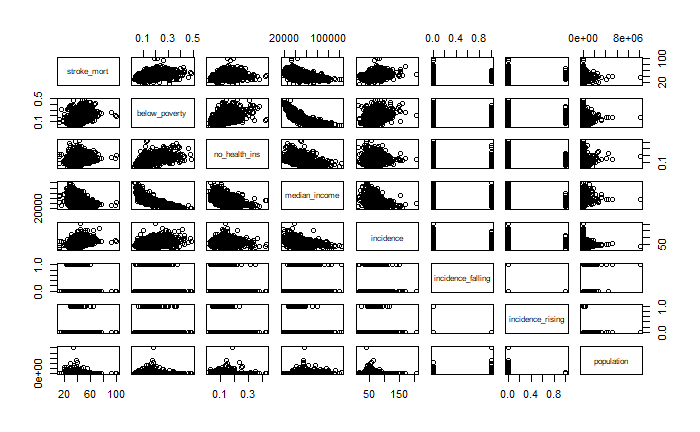 0.1 0.3 0.5 20000 100000 0.0 0.4 0.8 0e+00 8e+06
stroke_mort 20 100
0.1 0.5 below_poverty
no_health_ins 0.1
20000 median_income
incidence 50
0.0 1.0 incidence_falling
incidence_rising 0.0 1.0
0e+00 population
20 60 100 0.1 0.3 50 150 0.0 0.4 0.8